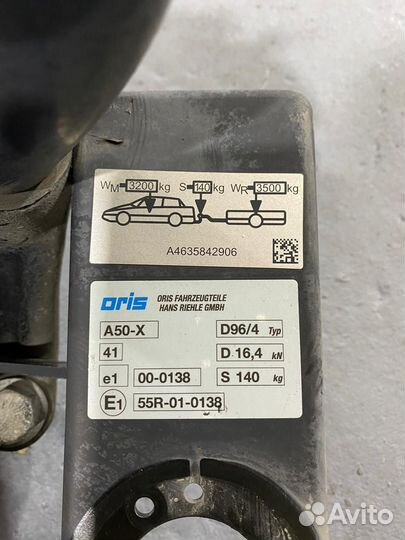 WM= 3200 kg S= 140 kg WR= 3500 kg
A4635842906
oris ORIS FAHRZEUGTEILE
HANS RIEHLE GMBH
A50-X D96/4 Typ
41 D 16,4 kN
e1 00-0138 S 140 kg
E1 55R-01-0138
Avito